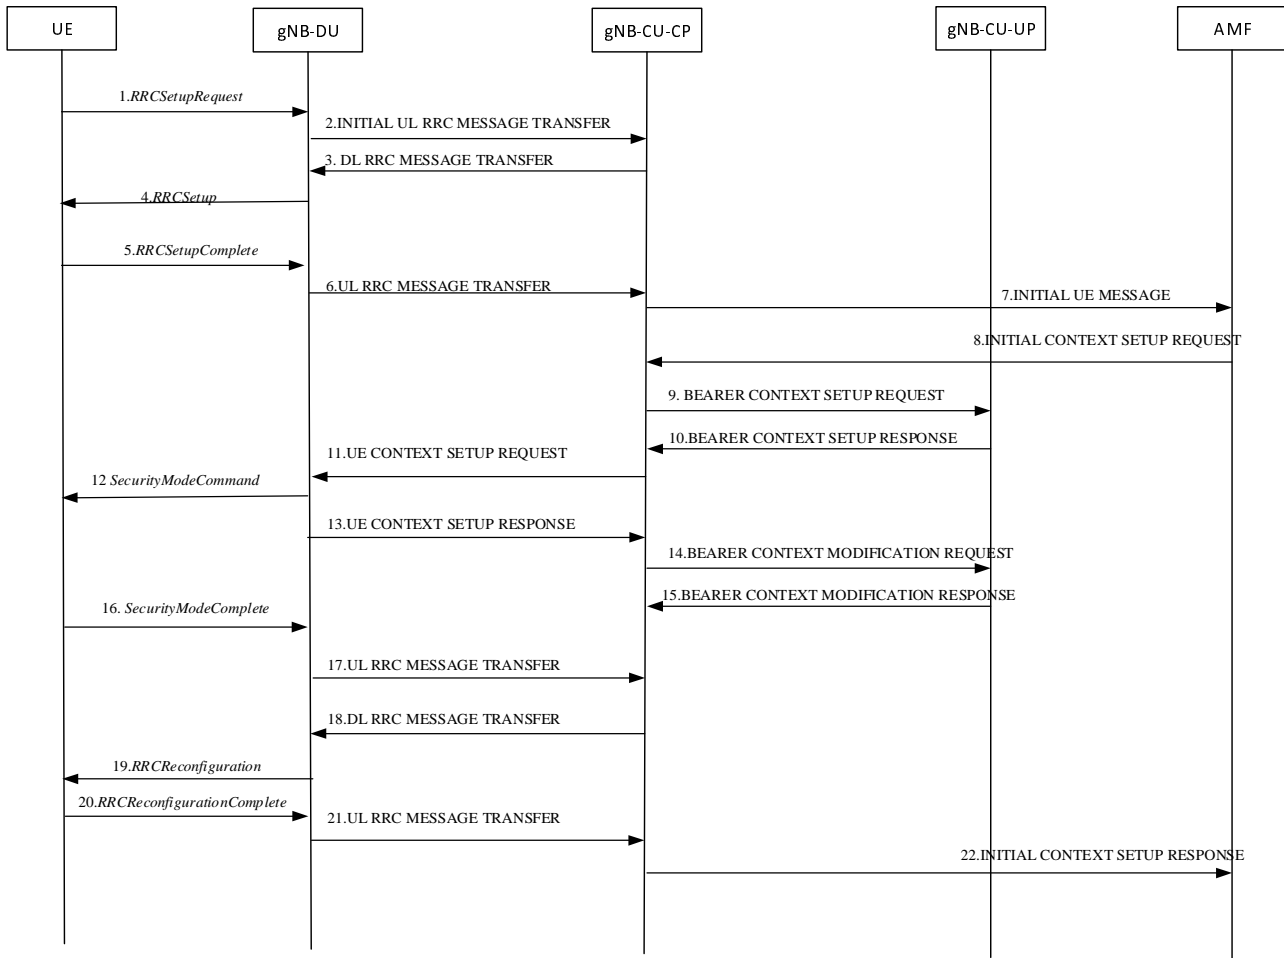 UE
gNB-DU
gNB-CU-CP
gNB-CU-UP
AMF
1.RRCSetupRequest
2.INITIAL UL RRC MESSAGE TRANSFER
3. DL RRC MESSAGE TRANSFER
4.RRCSetup
5.RRCSetupComplete
6.UL RRC MESSAGE TRANSFER
7.INITIAL UE MESSAGE
8.INITIAL CONTEXT SETUP REQUEST
9. BEARER CONTEXT SETUP REQUEST
10.BEARER CONTEXT SETUP RESPONSE
11.UE CONTEXT SETUP REQUEST
12 SecurityModeCommand
13.UE CONTEXT SETUP RESPONSE
14.BEARER CONTEXT MODIFICATION REQUEST
15.BEARER CONTEXT MODIFICATION RESPONSE
16. SecurityModeComplete
17.UL RRC MESSAGE TRANSFER
18.DL RRC MESSAGE TRANSFER
19.RRCReconfiguration
20.RRCReconfigurationComplete
21.UL RRC MESSAGE TRANSFER
22.INITIAL CONTEXT SETUP RESPONSE